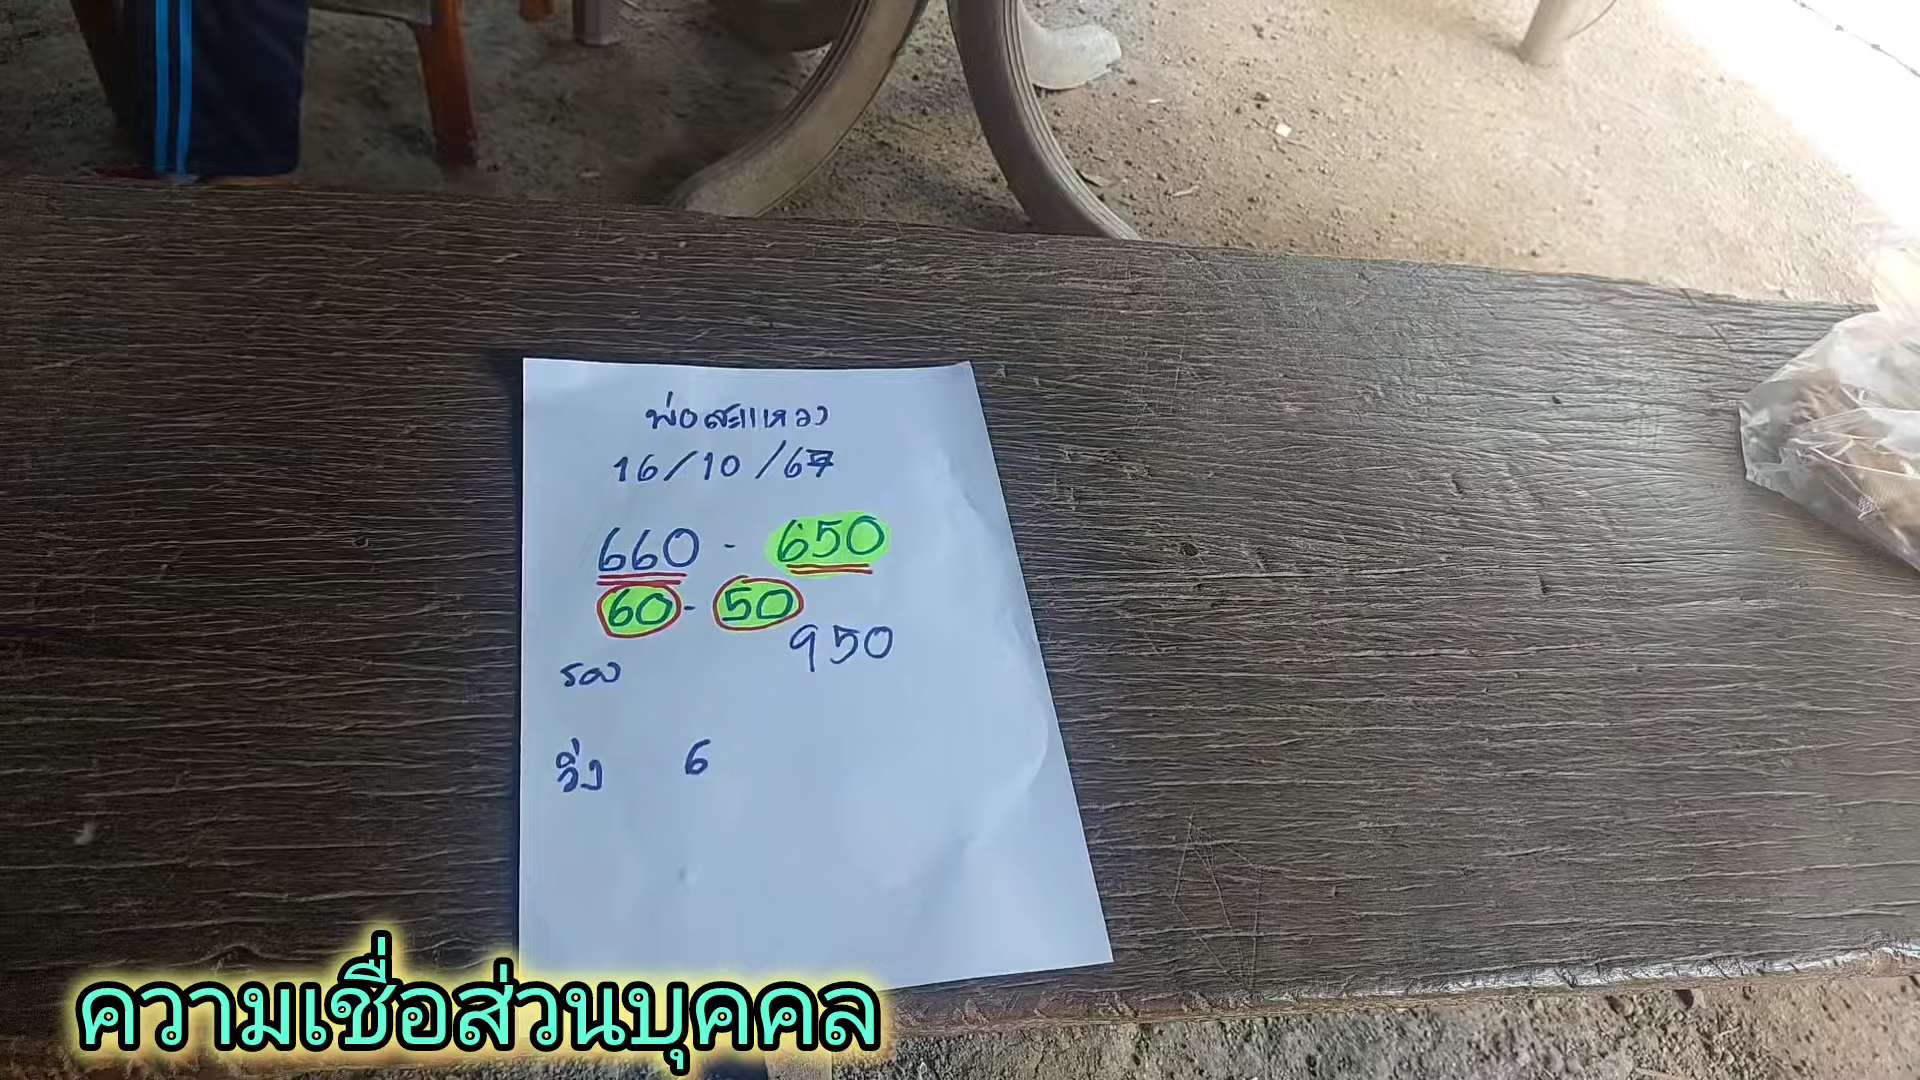 พ่อสะแหวง
16/10/67
660 - 650
60 - 50
950
รอง
วิ่ง 6
ความเชื่อส่วนบุคคล